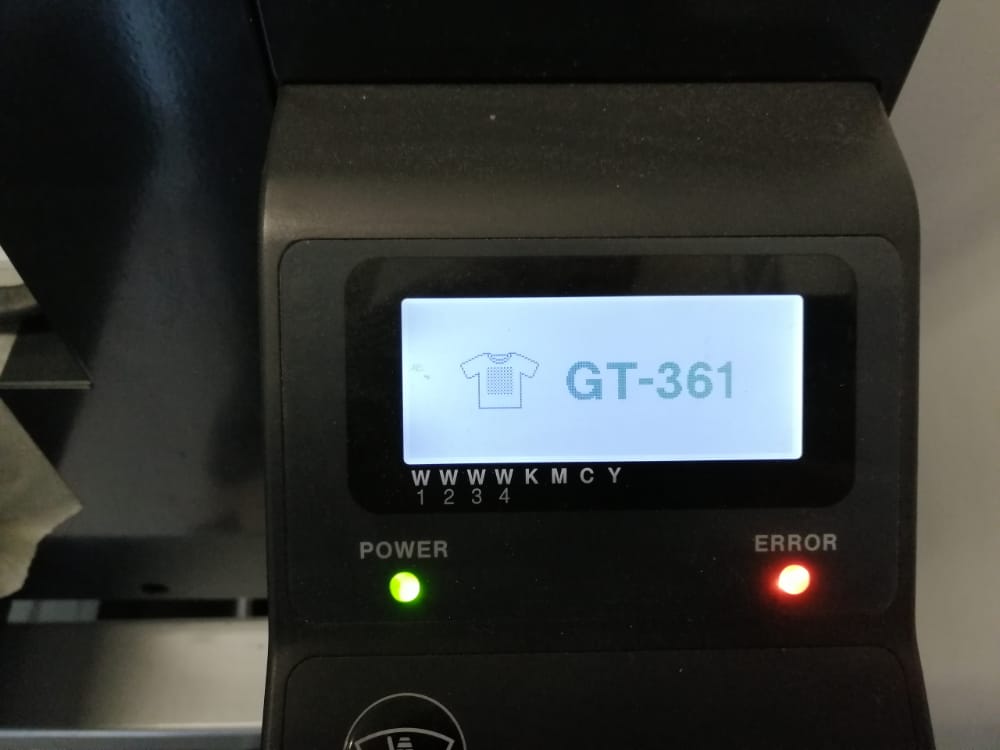 GT-361
W W W W K M C Y
1 2 3 4
POWER
ERROR